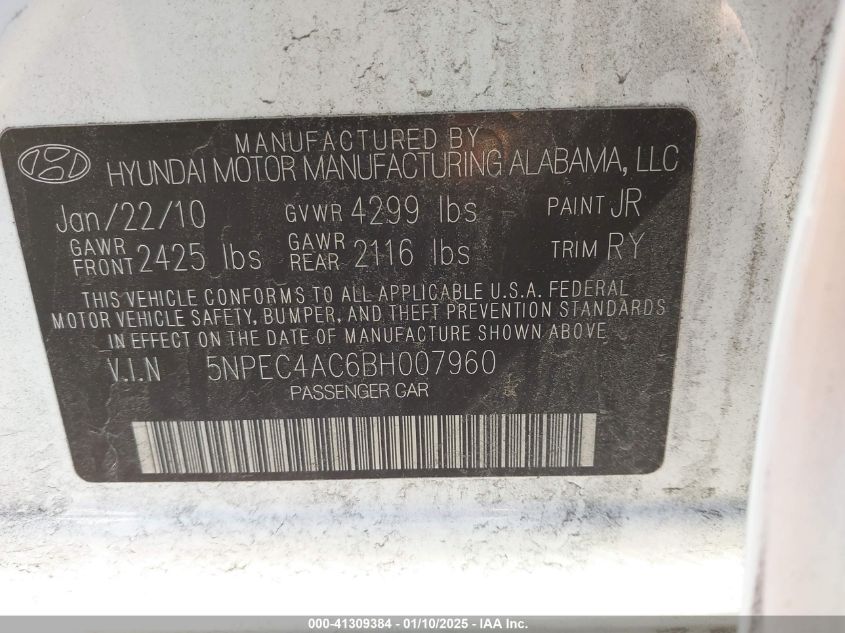 MANUFACTURED BY
HYUNDAI MOTOR MANUFACTURING ALABAMA, LLC
Jan/22/10 GVWR 4299 lbs PAINT JR
GAWR FRONT 2425 lbs GAWR REAR 2116 lbs TRIM RY
THIS VEHICLE CONFORMS TO ALL APPLICABLE U.S.A. FEDERAL
MOTOR VEHICLE SAFETY, BUMPER, AND THEFT PREVENTION STANDARDS
IN EFFECT ON THE DATE OF MANUFACTURE SHOWN ABOVE.
V.I.N 5NPEC4AC6BH007960
PASSENGER CAR
000-41309384 - 01/10/2025 - IAA Inc.